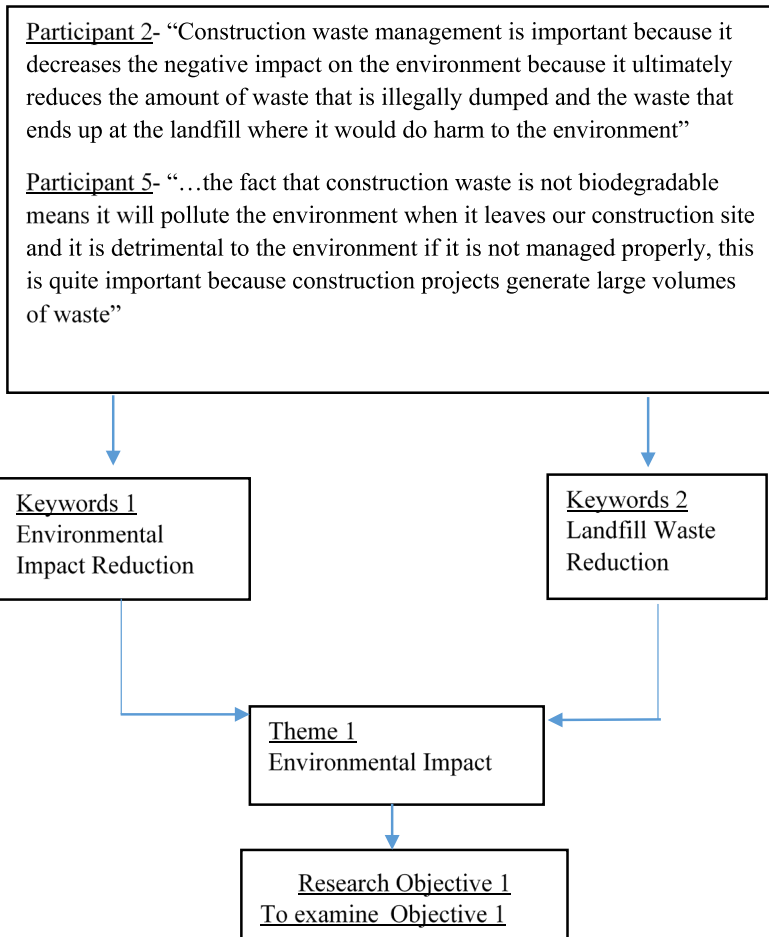 Participant 2- “Construction waste management is important because it
decreases the negative impact on the environment because it ultimately
reduces the amount of waste that is illegally dumped and the waste that
ends up at the landfill where it would do harm to the environment”
Participant 5- “…the fact that construction waste is not biodegradable
means it will pollute the environment when it leaves our construction site
and it is detrimental to the environment if it is not managed properly, this
is quite important because construction projects generate large volumes
of waste”
Keywords 1
Environmental
Impact Reduction
Keywords 2
Landfill Waste
Reduction
Theme 1
Environmental Impact
Research Objective 1
To examine Objective 1